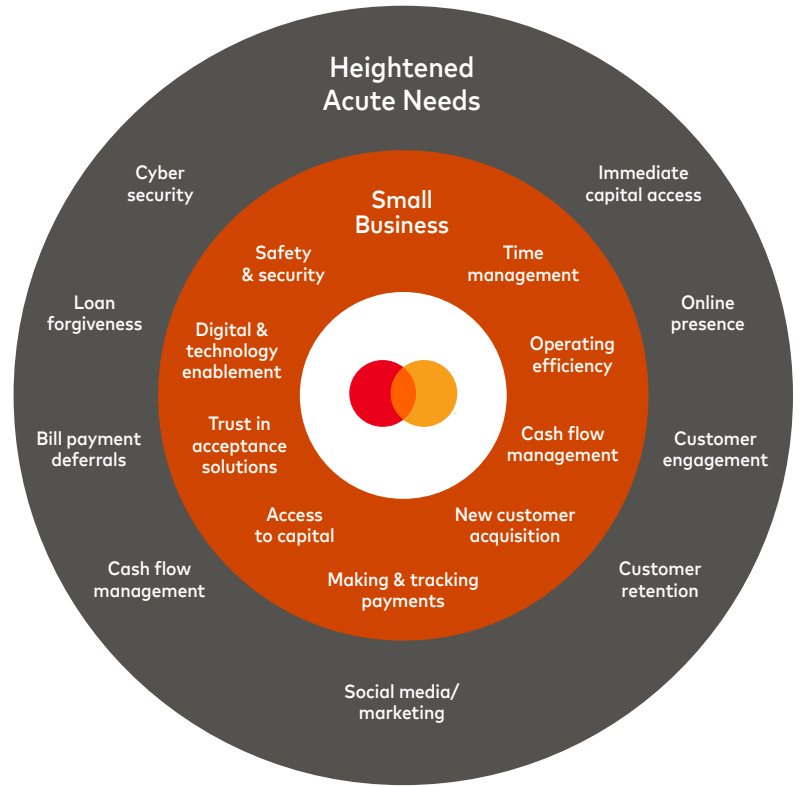 Heightened
Acute Needs
Cyber
security
Immediate
capital access
Loan
forgiveness
Online
presence
Bill payment
deferrals
Customer
engagement
Cash flow
management
Customer
retention
Social media/
marketing
Small
Business
Safety
& security
Time
management
Digital &
technology
enablement
Operating
efficiency
Trust in
acceptance
solutions
Cash flow
management
Access
to capital
New customer
acquisition
Making & tracking
payments